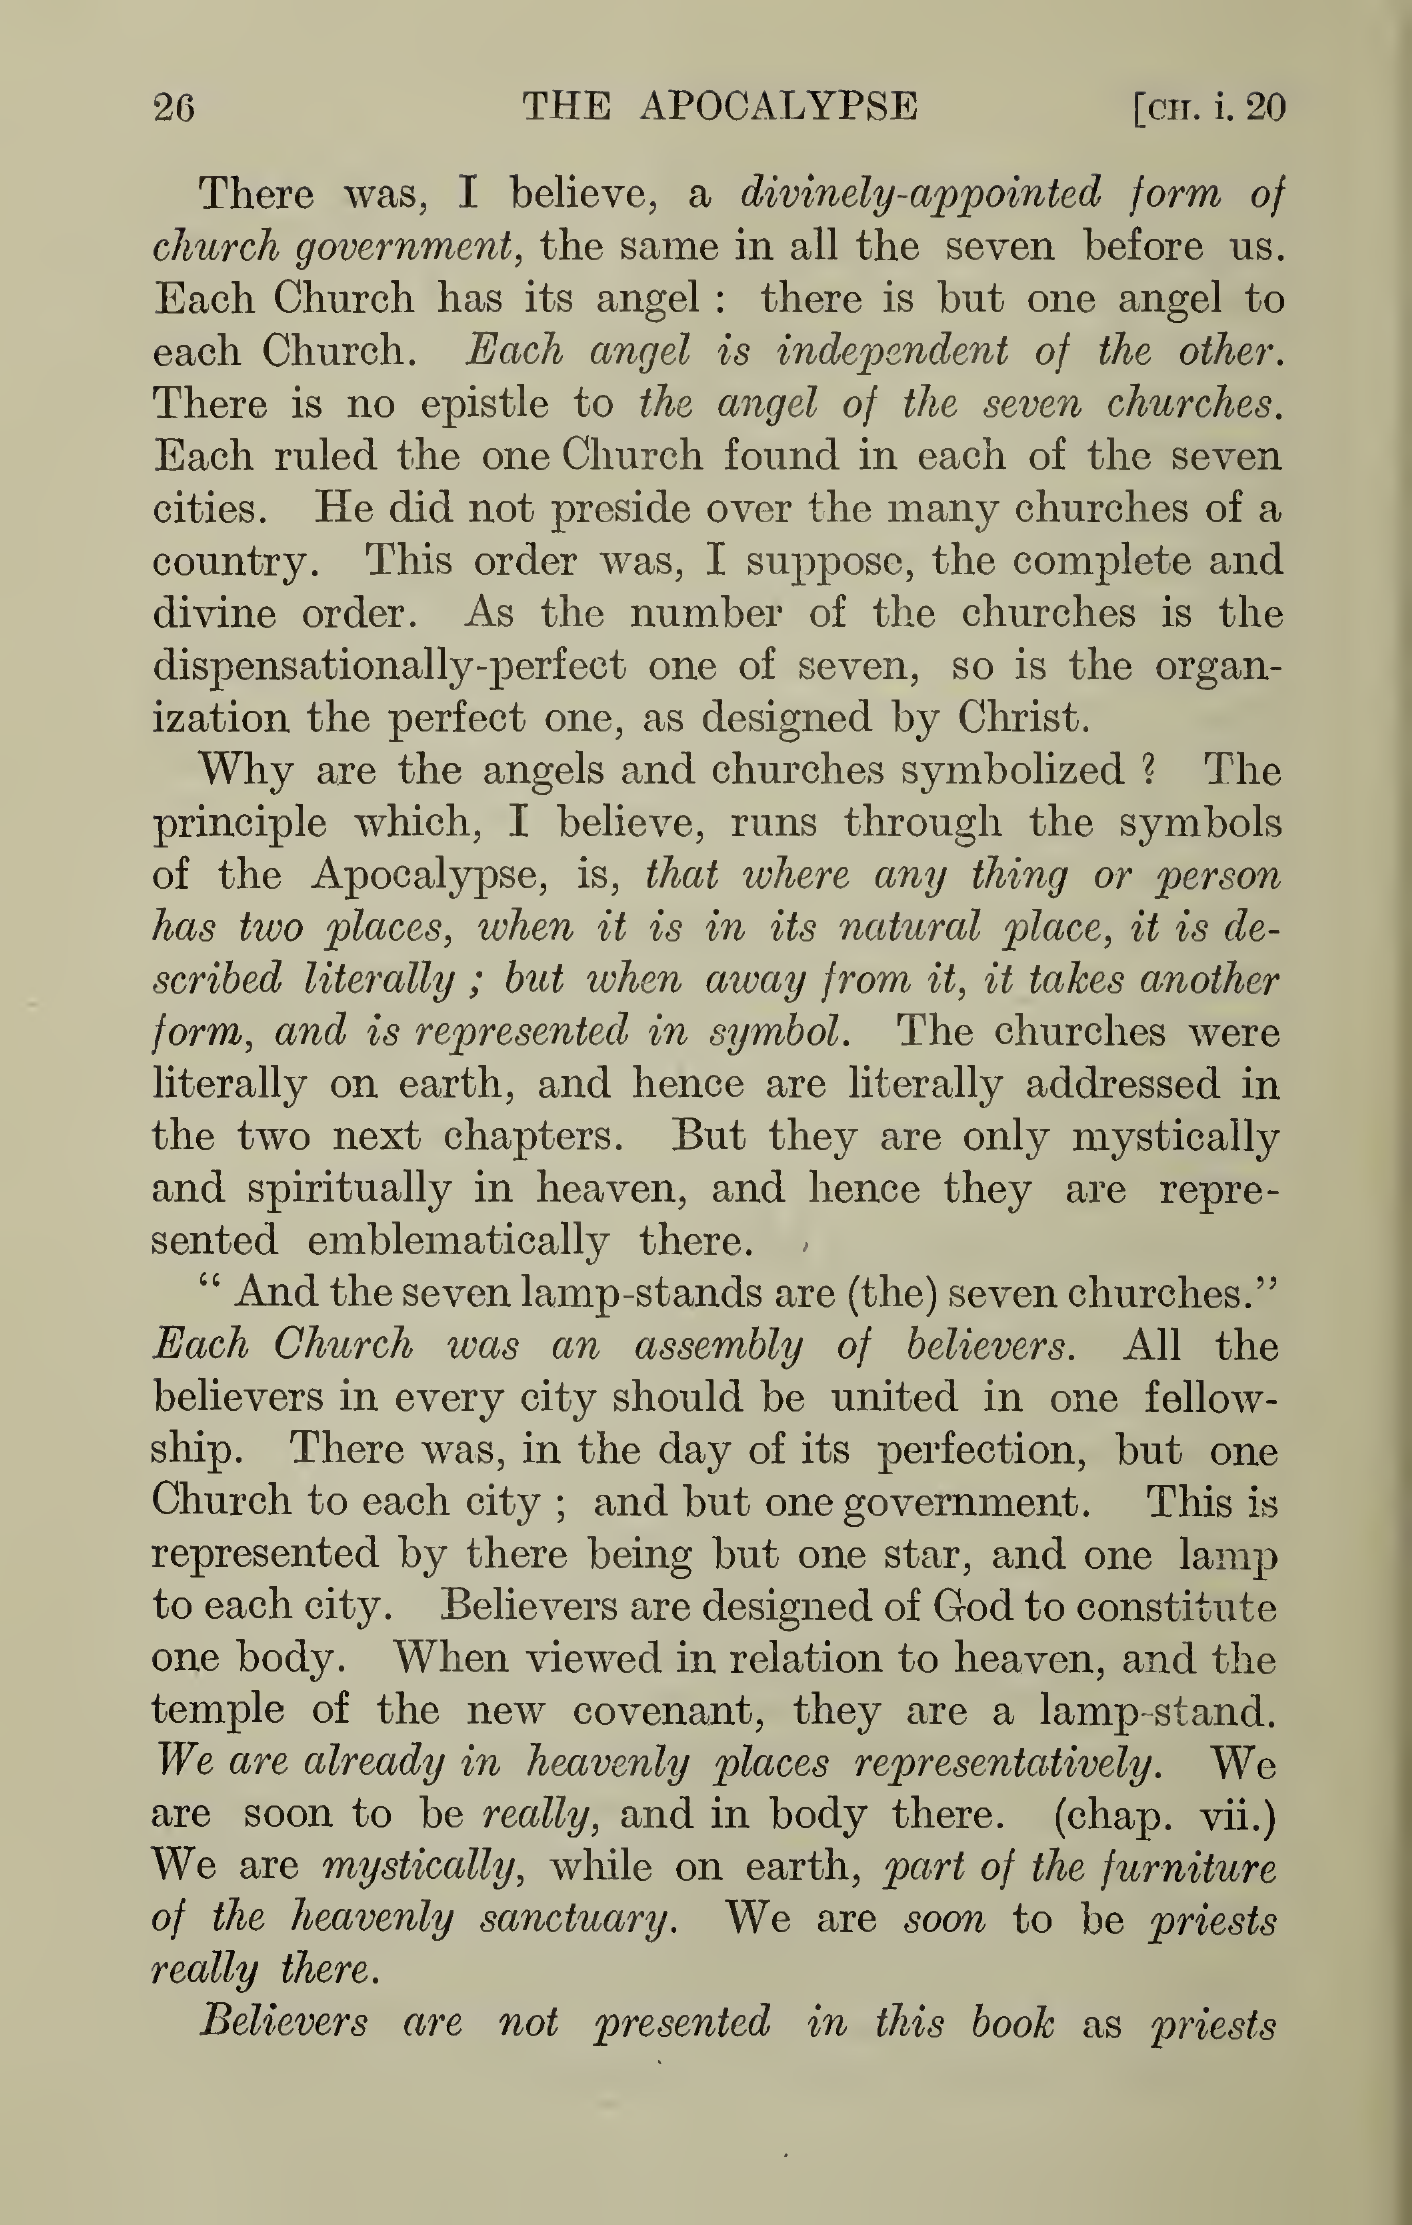 26 THE APOCALYPSE [CH. i. 20
There was, I believe, a divinely-appointed form of
church government, the same in all the seven before us.
Each Church has its angel : there is but one angel to
each Church. Each angel is independent of the other.
There is no epistle to the angel of the seven churches.
Each ruled the one Church found in each of the seven
cities. He did not preside over the many churches of a
country. This order was, I suppose, the complete and
divine order. As the number of the churches is the
dispensationally-perfect one of seven, so is the organ-
ization the perfect one, as designed by Christ.
Why are the angels and churches symbolized ? The
principle which, I believe, runs through the symbols
of the Apocalypse, is, that where any thing or person
has two places, when it is in its natural place, it is de-
scribed literally ; but when away from it, it takes another
form, and is represented in symbol. The churches were
literally on earth, and hence are literally addressed in
the two next chapters. But they are only mystically
and spiritually in heaven, and hence they are repre-
sented emblematically there.
“ And the seven lamp-stands are (the) seven churches.”
Each Church was an assembly of believers. All the
believers in every city should be united in one fellow-
ship. There was, in the day of its perfection, but one
Church to each city ; and but one government. This is
represented by there being but one star, and one lamp
to each city. Believers are designed of God to constitute
one body. When viewed in relation to heaven, and the
temple of the new covenant, they are a lamp-stand.
We are already in heavenly places representatively. We
are soon to be really, and in body there. (chap. vii.)
We are mystically, while on earth, part of the furniture
of the heavenly sanctuary. We are soon to be priests
really there.
Believers are not presented in this book as priests